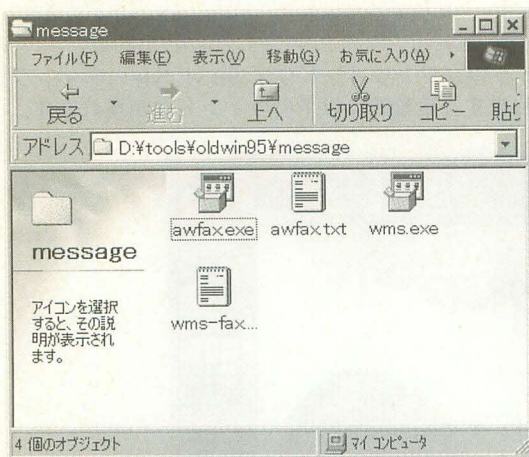 message
ファイル(F) 編集(E) 表示(V) 移動(G) お気に入り(A)
戻る 進む 上へ 切り取り コピー 貼り
アドレス D:¥tools¥oldwin95¥message
message
アイコンを選択
すると、その説
明が表示され
ます。
awfax.exe awfax.txt wms.exe
wms-fax...
4 個のオブジェクト マイ コンピュータ